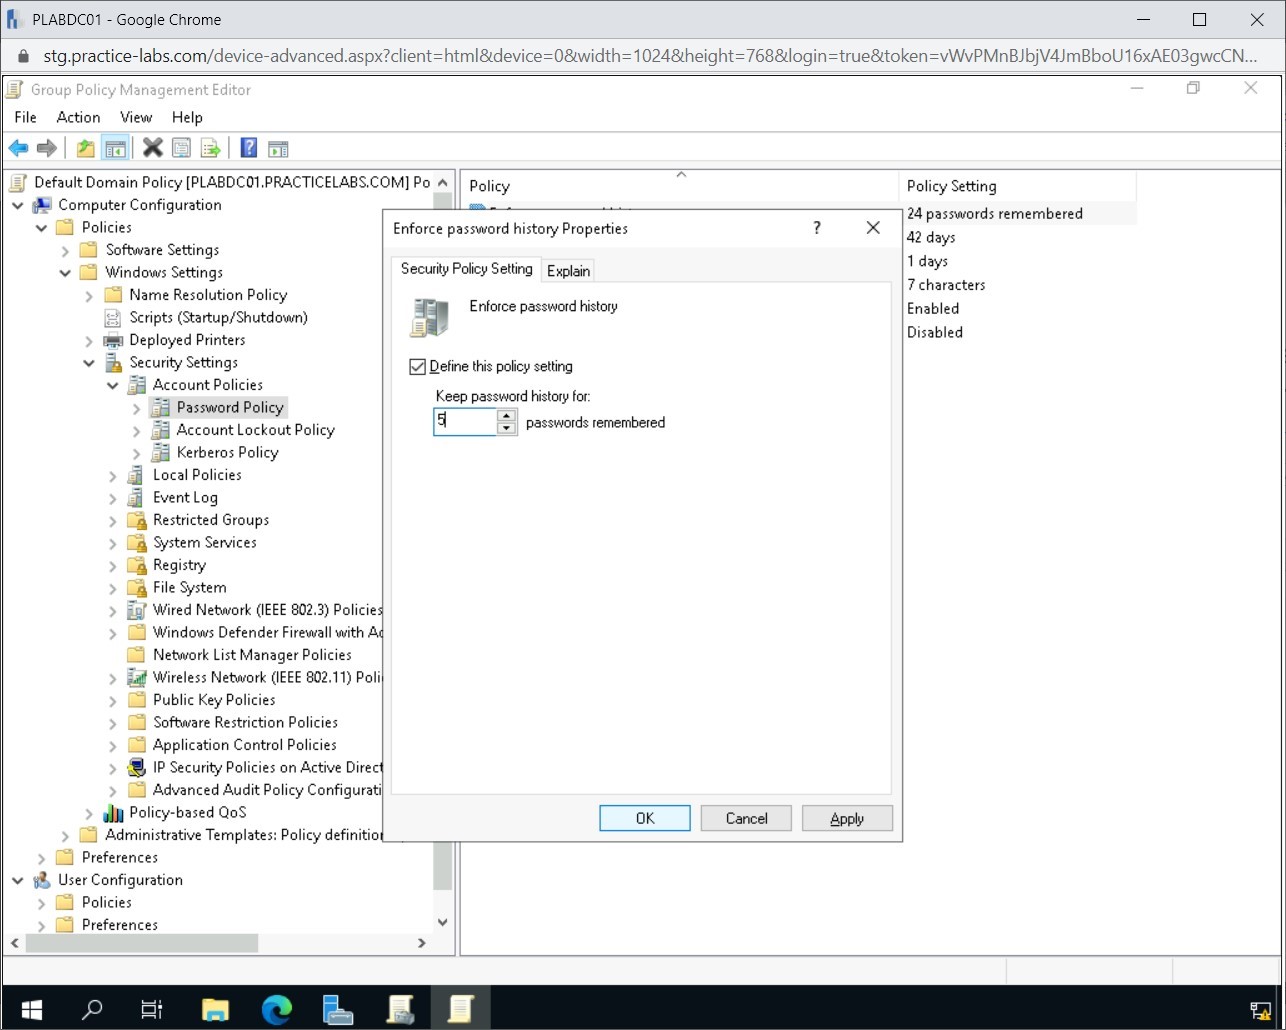 PLABDC01 - Google Chrome
stg.practice-labs.com/device-advanced.aspx?client=html&device=0&width=1024&height=768&login=true&token=vWvPMnBJbjV4JmBboU16xAE03gwcCN...
Group Policy Management Editor
File Action View Help
Default Domain Policy [PLABDC01.PRACTICELABS.COM] Po
Computer Configuration
Policies
Software Settings
Windows Settings
Name Resolution Policy
Scripts (Startup/Shutdown)
Deployed Printers
Security Settings
Account Policies
Password Policy
Account Lockout Policy
Kerberos Policy
Local Policies
Event Log
Restricted Groups
System Services
Registry
File System
Wired Network (IEEE 802.3) Policies
Windows Defender Firewall with Ad
Network List Manager Policies
Wireless Network (IEEE 802.11) Poli
Public Key Policies
Software Restriction Policies
Application Control Policies
IP Security Policies on Active Direct
Advanced Audit Policy Configurati
Policy-based QoS
Administrative Templates: Policy definition
Preferences
User Configuration
Policies
Preferences
Policy Policy Setting
24 passwords remembered
42 days
1 days
7 characters
Enabled
Disabled
Enforce password history Properties
?
Security Policy Setting Explain
Enforce password history
Define this policy setting
Keep password history for:
5 passwords remembered
OK Cancel Apply